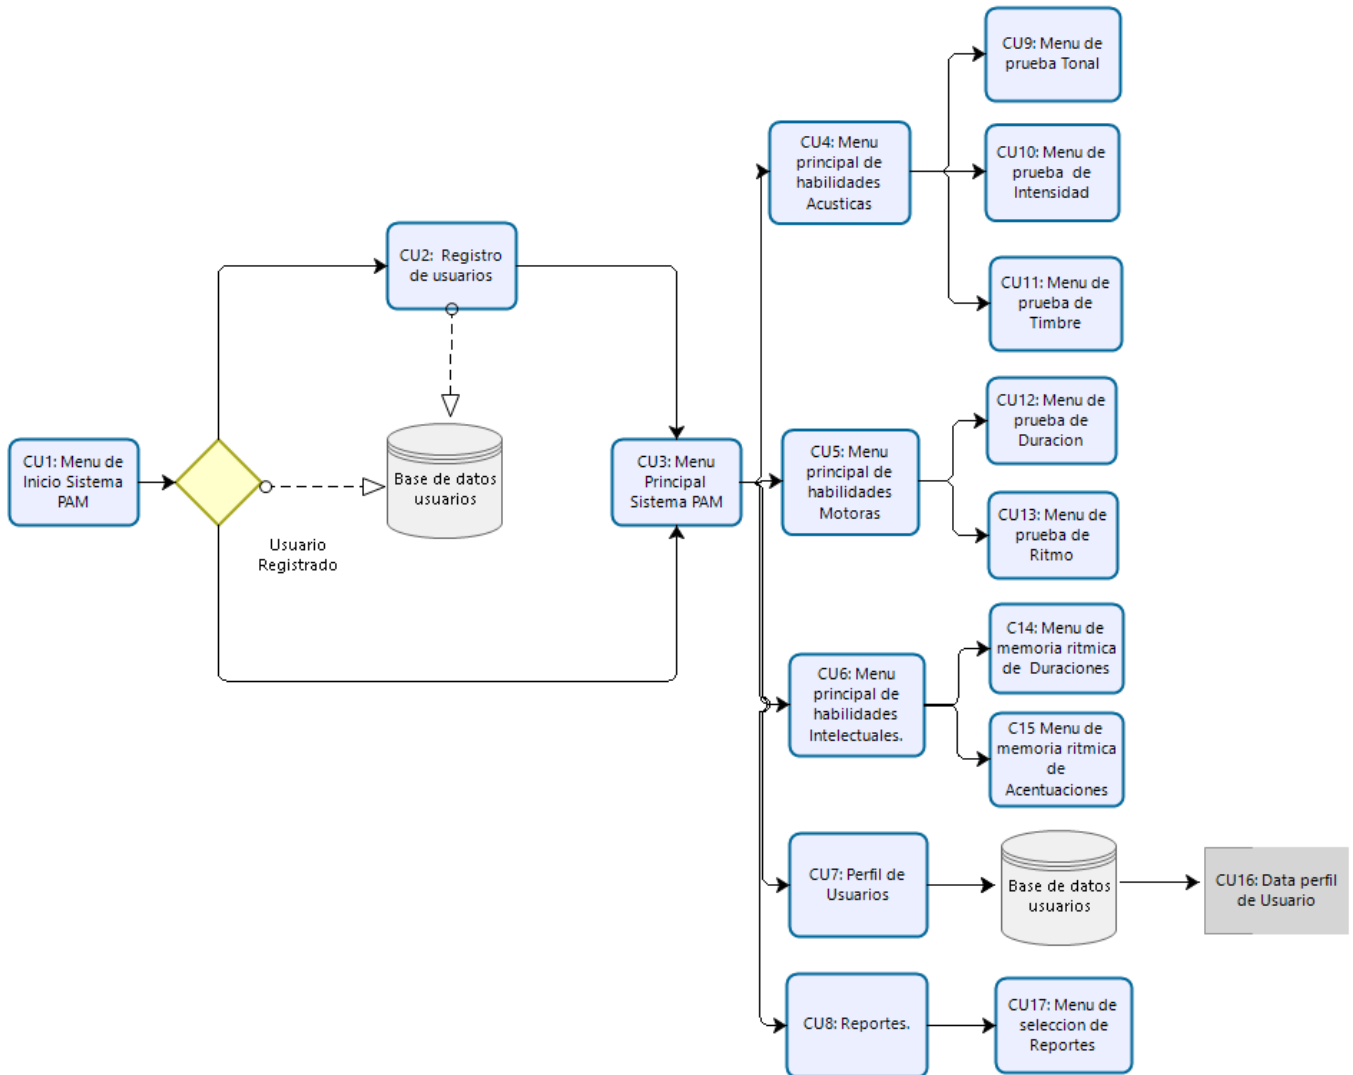 CU1: Menu de
Inicio Sistema
PAM
Usuario
Registrado
CU2:  Registro
de usuarios
Base de datos
usuarios
CU3: Menu
Principal
Sistema PAM
CU4: Menu
principal de
habilidades
Acusticas
CU9: Menu de
prueba Tonal
CU10: Menu de
prueba  de
Intensidad
CU11: Menu de
prueba de
Timbre
CU5: Menu
principal de
habilidades
Motoras
CU12: Menu de
prueba de
Duracion
CU13: Menu de
prueba de
Ritmo
CU6: Menu
principal de
habilidades
Intelectuales.
C14: Menu de
memoria ritmica
de  Duraciones
C15 Menu de
memoria ritmica
de
Acentuaciones
CU7: Perfil de
Usuarios
Base de datos
usuarios
CU16: Data perfil
de Usuario
CU8: Reportes.
CU17: Menu de
seleccion de
Reportes